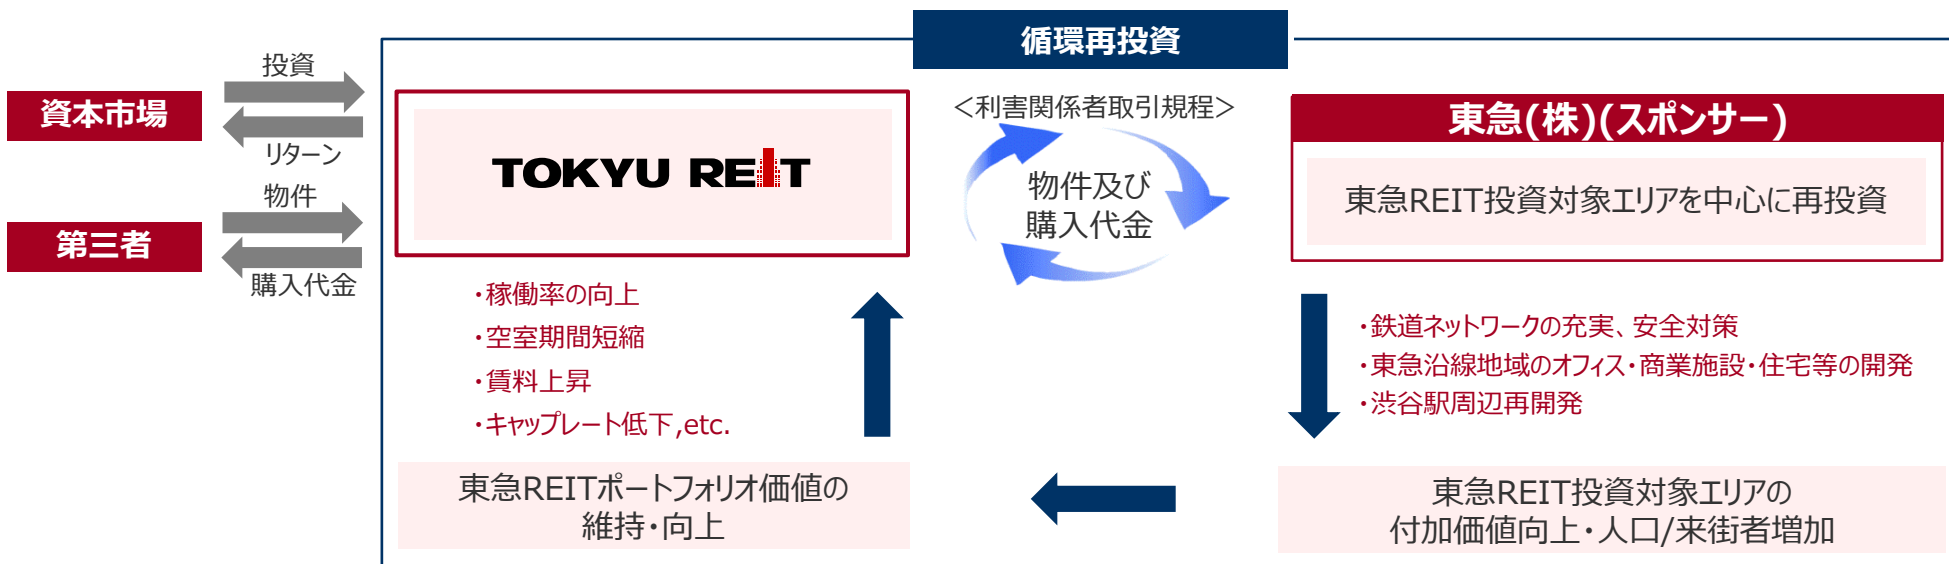 循環再投資
投資
資本市場
リターン
物件
第三者
購入代金
TOKYU REIT
＜利害関係者取引規程＞
物件及び
購入代金
東急(株)(スポンサー)
東急REIT投資対象エリアを中心に再投資
・稼働率の向上
・空室期間短縮
・賃料上昇
・キャップレート低下,etc.
・鉄道ネットワークの充実、安全対策
・東急沿線地域のオフィス・商業施設・住宅等の開発
・渋谷駅周辺再開発
東急REITポートフォリオ価値の
維持・向上
東急REIT投資対象エリアの
付加価値向上・人口/来街者増加